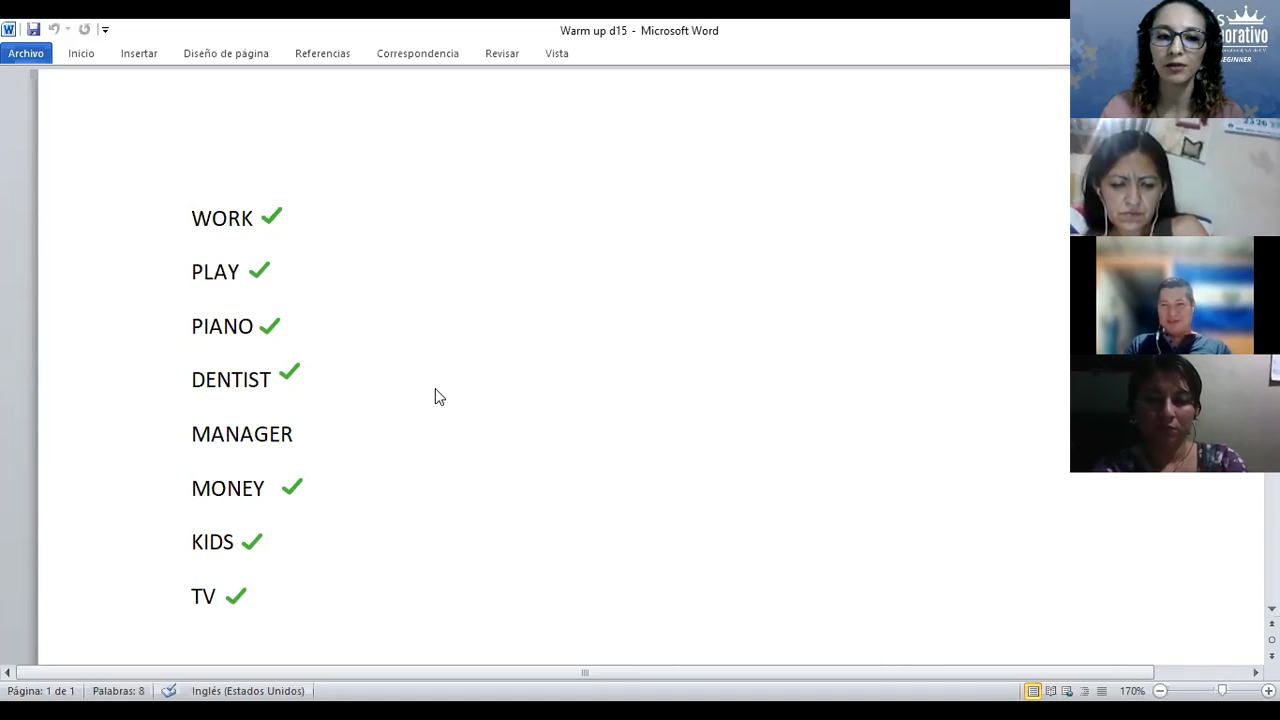 Warm up d15 - Microsoft Word
Archivo Inicio Insertar Diseño de página Referencias Correspondencia Revisar Vista
WORK
PLAY
PIANO
DENTIST
MANAGER
MONEY
KIDS
TV
Página: 1 de 1 Palabras: 8 Inglés (Estados Unidos) 170%